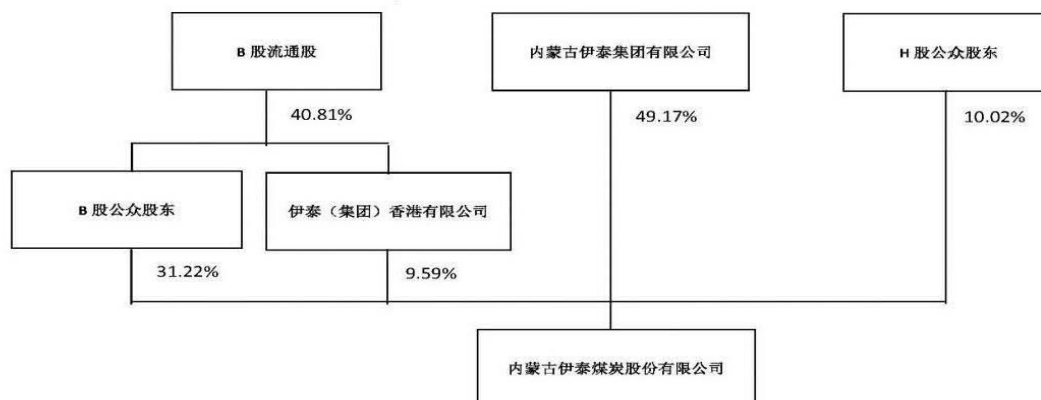 B 股流通股
内蒙古伊泰集团有限公司
H 股公众股东
40.81%
49.17%
10.02%
B 股公众股东
伊泰（集团）香港有限公司
31.22%
9.59%
内蒙古伊泰煤炭股份有限公司